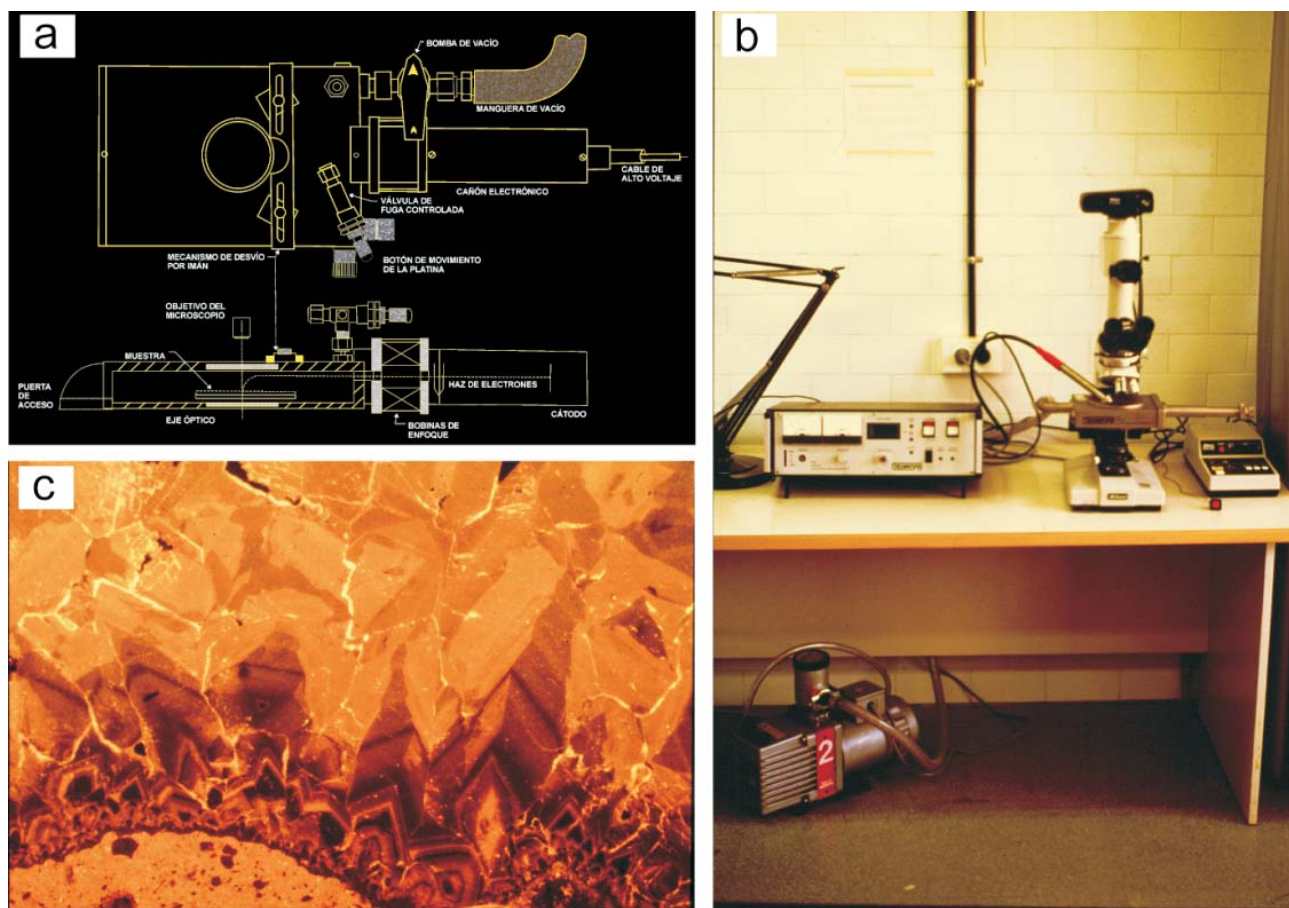 a
BOMBA DE VACÍO
MANGUERA DE VACÍO
CABLE DE
ALTO VOLTAJE
CAÑÓN ELECTRÓNICO
VÁLVULA DE
FUGA CONTROLADA
MECANISMO DE DESVÍO
POR IMÁN
BOTÓN DE MOVIMIENTO
DE LA PLATINA
OBJETIVO DEL
MICROSCOPIO
MUESTRA
PUERTA
DE
ACCESO
HAZ DE ELECTRONES
EJE ÓPTICO
BOBINAS DE
ENFOQUE
CÁTODO
b
2
c